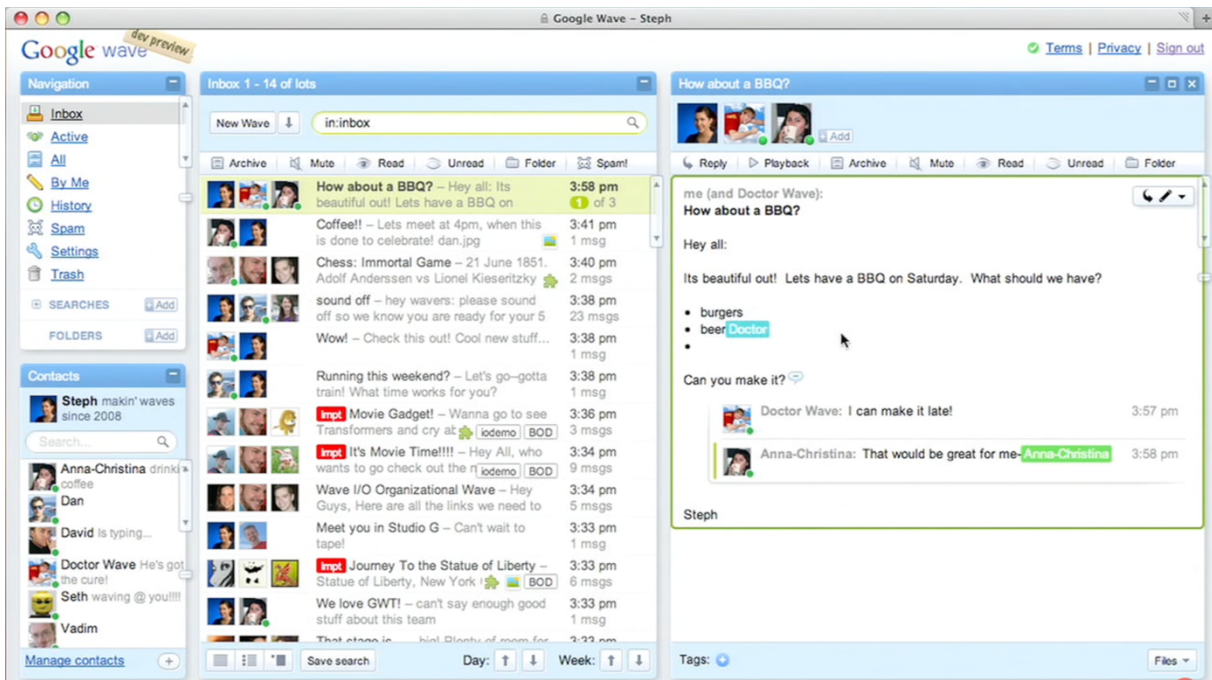 Google Wave – Steph
Google wave
dev preview
Terms | Privacy | Sign out
Navigation
Inbox
Active
All
By Me
History
Spam
Settings
Trash
SEARCHES Add
FOLDERS Add
Contacts
Steph makin' waves
since 2008
Search...
Anna-Christina drinkin
coffee
Dan
David Is typing...
Doctor Wave He's got
the cure!
Seth waving @ you!!!!
Vadim
Manage contacts
Inbox 1 - 14 of lots
New Wave
in:inbox
Archive Mute Read Unread Folder Spam!
How about a BBQ? – Hey all: Its 3:58 pm
beautiful out! Lets have a BBQ on 1 of 3
Coffee!! – Lets meet at 4pm, when this 3:41 pm
is done to celebrate! dan.jpg 1 msg
Chess: Immortal Game – 21 June 1851. 3:40 pm
Adolf Anderssen vs Lionel Kieseritzky 2 msgs
sound off – hey wavers: please sound 3:38 pm
off so we know you are ready for your 5 23 msgs
Wow! – Check this out! Cool new stuff... 3:38 pm
1 msg
Running this weekend? – Let's go--gotta 3:38 pm
train! What time works for you? 1 msg
Impt Movie Gadget! – Wanna go to see 3:36 pm
Transformers and cry at iodemo BOD 3 msgs
Impt It's Movie Time!!!! – Hey All, who 3:34 pm
wants to go check out the n iodemo BOD 9 msgs
Wave I/O Organizational Wave – Hey 3:34 pm
Guys, Here are all the links we need to 5 msgs
Meet you in Studio G – Can't wait to 3:33 pm
tape! 1 msg
Impt Journey To the Statue of Liberty – 3:33 pm
Statue of Liberty, New York BOD 6 msgs
We love GWT! – can't say enough good 3:33 pm
stuff about this team 1 msg
That stage is big! Plenty of room for 3:33 pm
Save search Day: Week:
How about a BBQ?
Add
Reply Playback Archive Mute Read Unread Folder
me (and Doctor Wave):
How about a BBQ?
Hey all:
Its beautiful out! Lets have a BBQ on Saturday. What should we have?
• burgers
• beer Doctor
•
Can you make it?
Doctor Wave: I can make it late! 3:57 pm
Anna-Christina: That would be great for me- Anna-Christina 3:58 pm
Steph
Tags:
Files